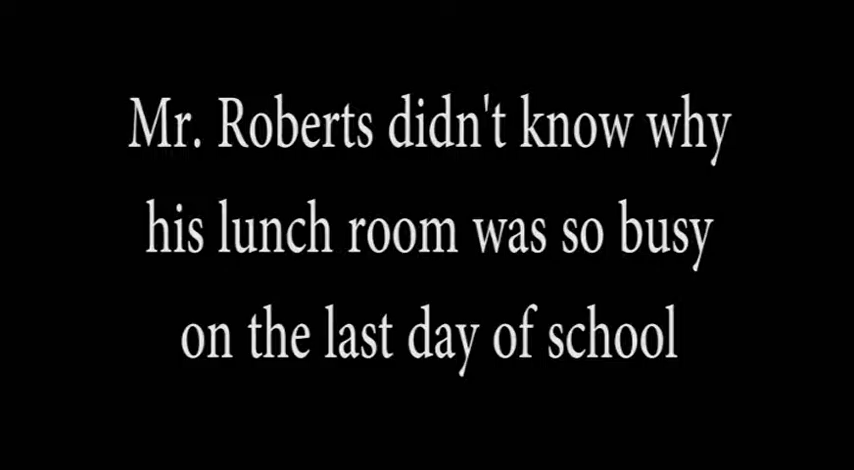 Mr. Roberts didn't know why
his lunch room was so busy
on the last day of school